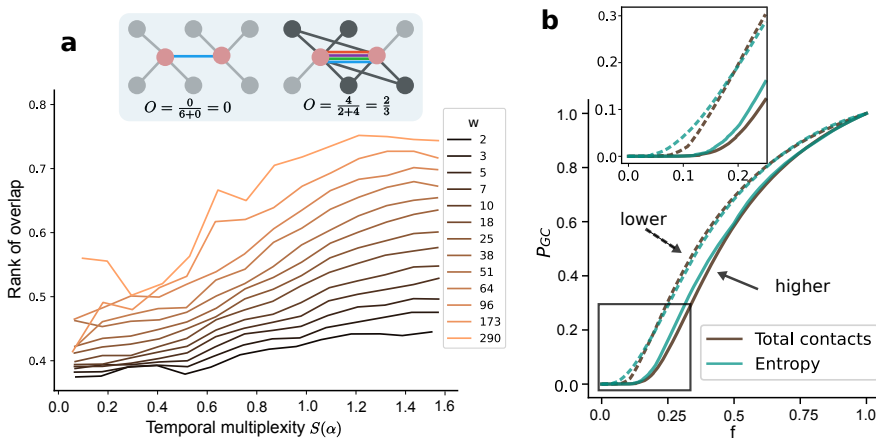 a
O = 0/6+0 = 0
O = 4/2+4 = 2/3
Rank of overlap
0.8
0.7
0.6
0.5
0.4
0.0 0.2 0.4 0.6 0.8 1.0 1.2 1.4 1.6
Temporal multiplexity S(α)
w
2
3
5
7
10
18
25
38
51
64
96
173
290
b
0.3
0.2
0.1
0.0
0.0 0.1 0.2
P_GC
1.0
0.8
0.6
0.4
0.2
0.0
lower
higher
Total contacts
Entropy
0.0 0.25 0.5 0.75 1.0
f